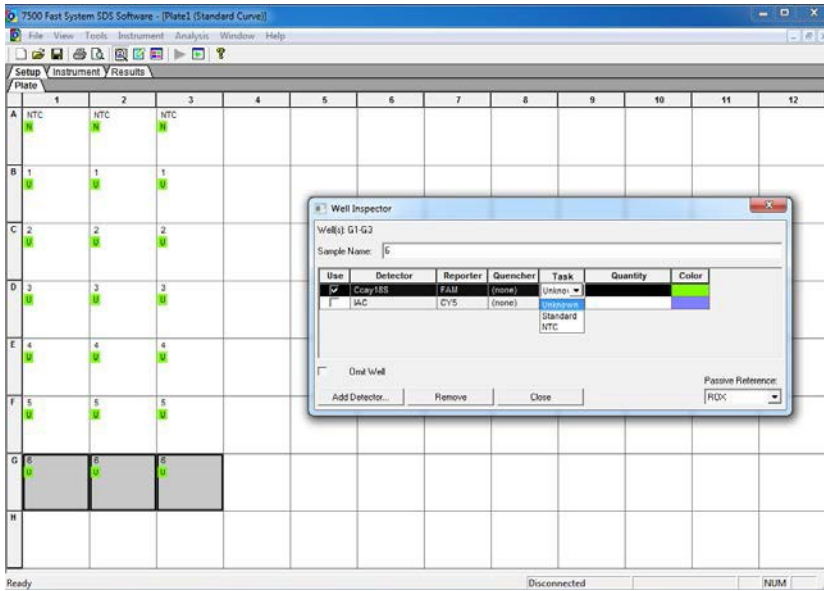 7500 Fast System SDS Software - [Plate1 (Standard Curve)]
File View Tools Instrument Analysis Window Help
Setup Instrument Results
Plate
1 2 3 4 5 6 7 8 9 10 11 12
A NTC NTC NTC
N N N
B 1 1 1
U U U
C 2 2 2
U U U
D 3 3 3
U U U
E 4 4 4
U U U
F 5 5 5
U U U
G 6 6 6
U U U
H
Well Inspector
Well(s): G1-G3
Sample Name: 6
Use Detector Reporter Quencher Task Quantity Color
Ccay18S FAM (none) Unknov
IAC CY5 (none)
Unknown
Standard
NTC
Omit Well
Passive Reference:
Add Detector... Remove Close ROX
Ready Disconnected NUM